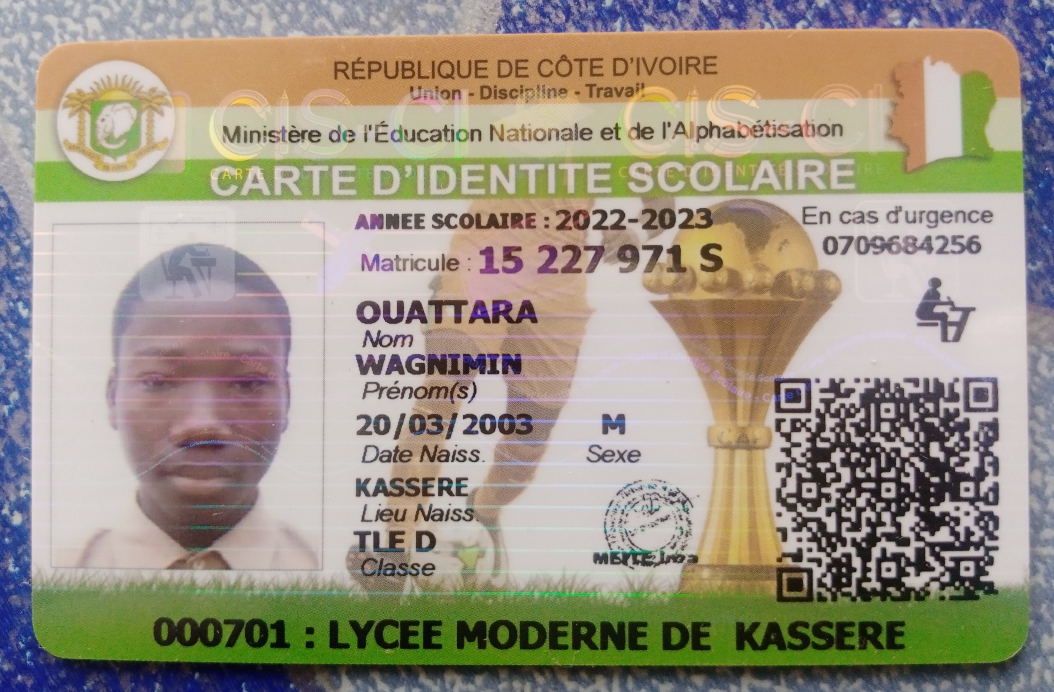 RÉPUBLIQUE DE CÔTE D'IVOIRE
Union - Discipline - Travail
Ministère de l'Éducation Nationale et de l'Alphabétisation
CARTE D'IDENTITE SCOLAIRE
ANNEE SCOLAIRE : 2022-2023
En cas d'urgence
0709684256
Matricule : 15 227 971 S
OUATTARA
Nom
WAGNIMIN
Prénom(s)
20/03/2003 M
Date Naiss. Sexe
KASSERE
Lieu Naiss.
TLE D
Classe
000701 : LYCEE MODERNE DE KASSERE